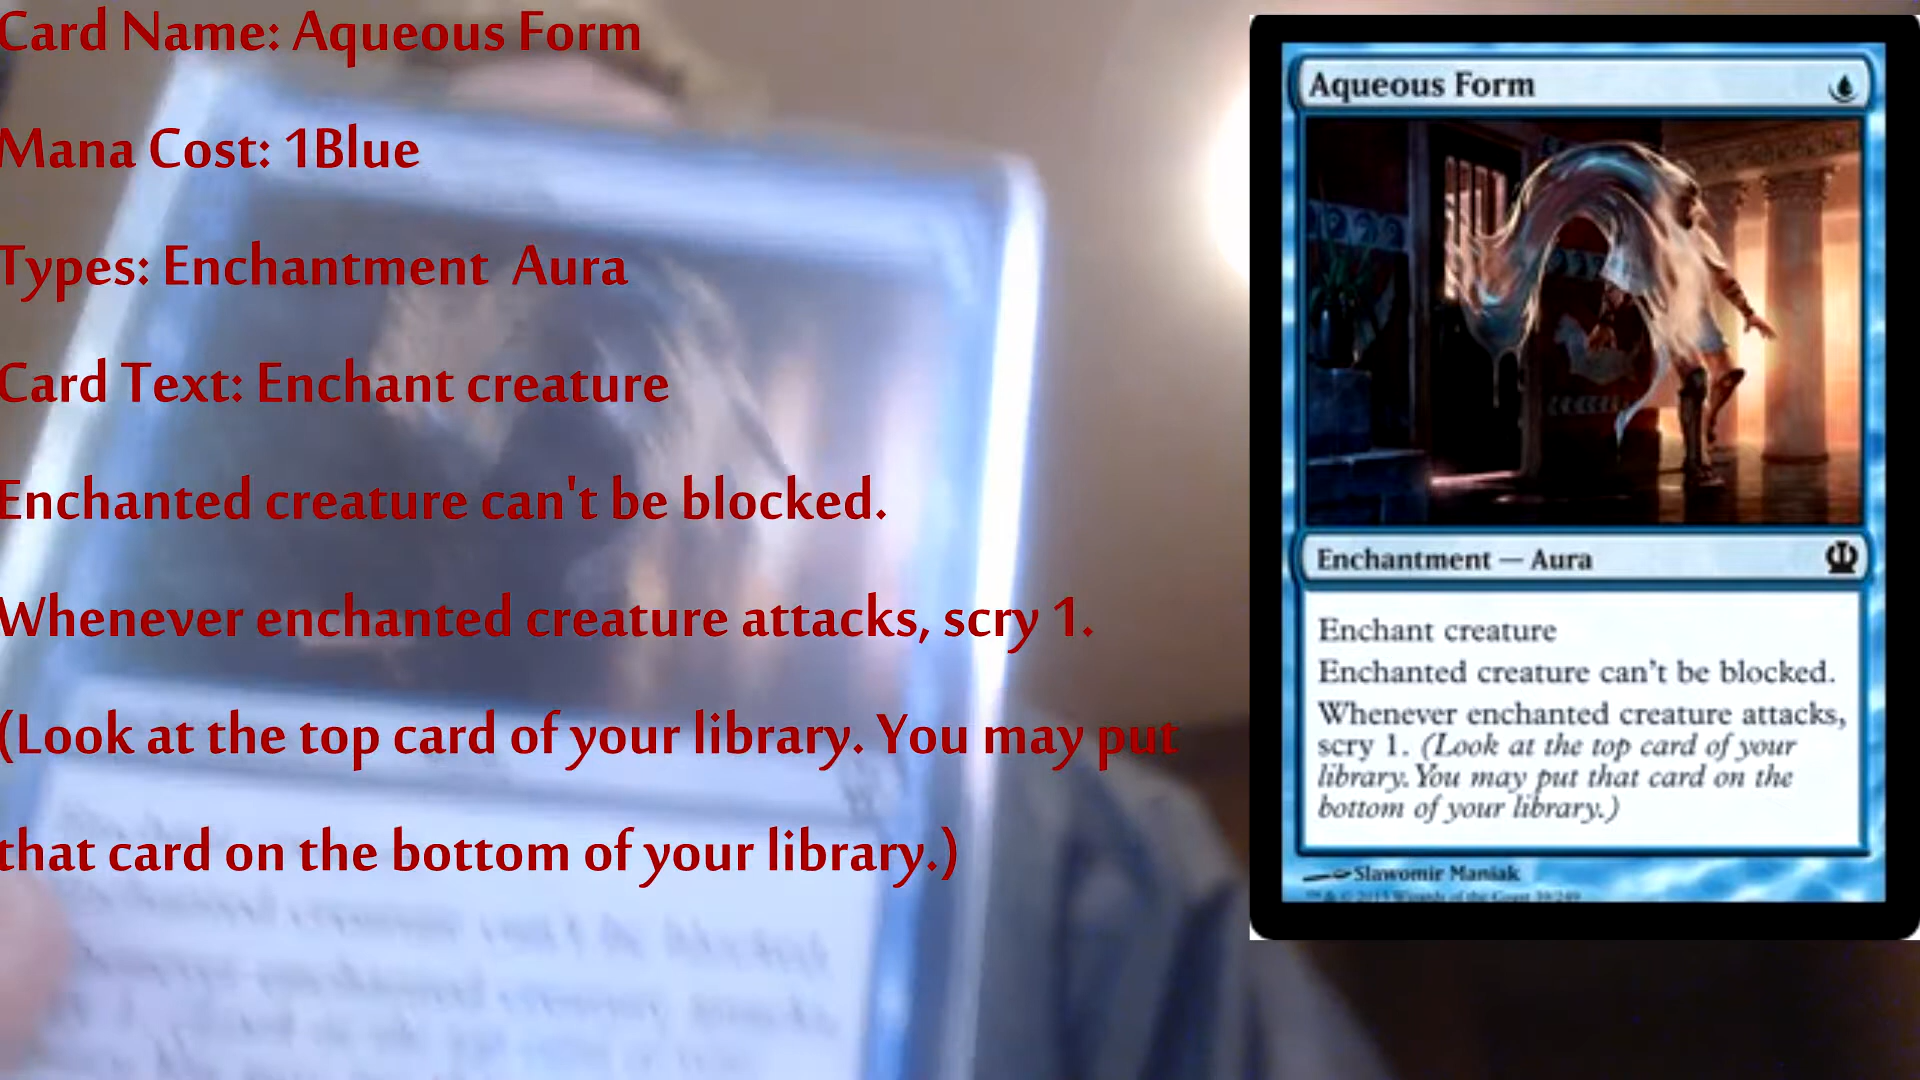 Card Name: Aqueous Form
Mana Cost: 1Blue
Types: Enchantment  Aura
Card Text: Enchant creature
Enchanted creature can't be blocked.
Whenever enchanted creature attacks, scry 1.
(Look at the top card of your library. You may put
that card on the bottom of your library.)
Aqueous Form
Enchantment — Aura
Enchant creature
Enchanted creature can't be blocked.
Whenever enchanted creature attacks,
scry 1. (Look at the top card of your
library. You may put that card on the
bottom of your library.)
Slawomir Maniak